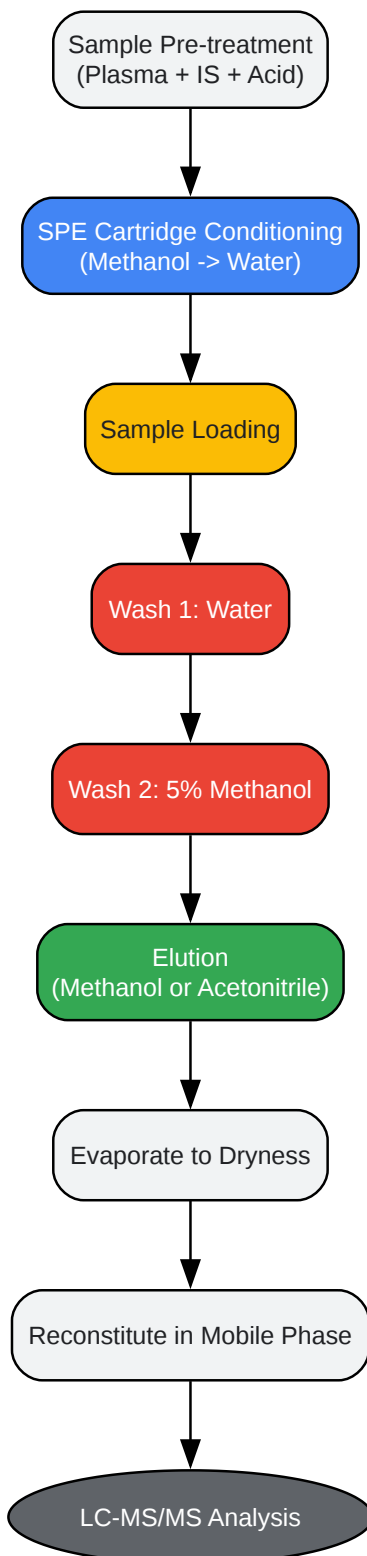 Sample Pre-treatment
(Plasma + IS + Acid)
SPE Cartridge Conditioning
(Methanol -> Water)
Sample Loading
Wash 1: Water
Wash 2: 5% Methanol
Elution
(Methanol or Acetonitrile)
Evaporate to Dryness
Reconstitute in Mobile Phase
LC-MS/MS Analysis